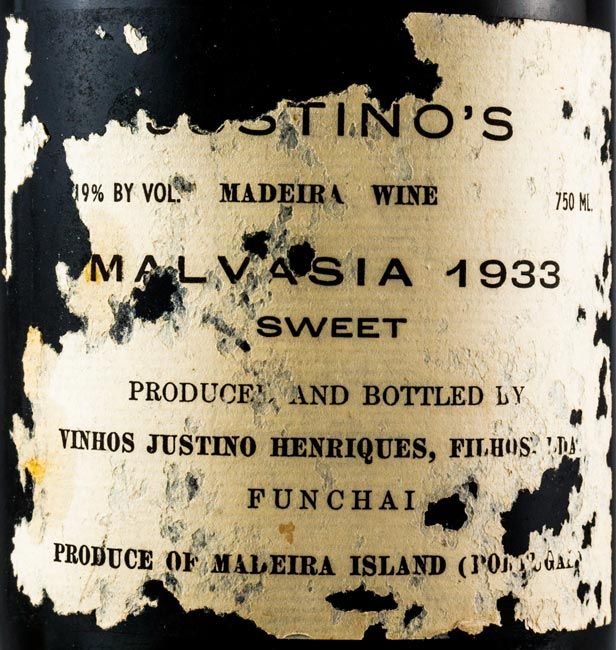 JUSTINO'S
19% BY VOL. MADEIRA WINE 750 ML
MALVASIA 1933
SWEET
PRODUCED AND BOTTLED BY
VINHOS JUSTINO HENRIQUES, FILHOS, LDA
FUNCHAL
PRODUCE OF MADEIRA ISLAND (PORTUGAL)